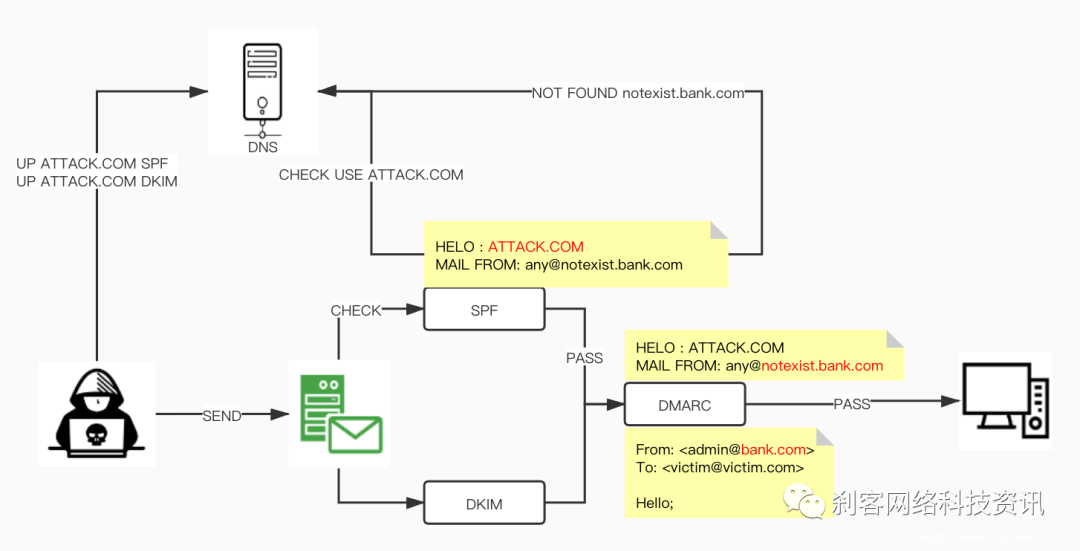 NOT FOUND notexist.bank.com
DNS
UP ATTACK.COM SPF
UP ATTACK.COM DKIM
CHECK USE ATTACK.COM
HELO : ATTACK.COM
MAIL FROM: any@notexist.bank.com
CHECK
SPF
PASS
HELO : ATTACK.COM
MAIL FROM: any@notexist.bank.com
SEND
DMARC
PASS
From: <admin@bank.com>
To: <victim@victim.com>
Hello;
DKIM
刹客网络科技资讯